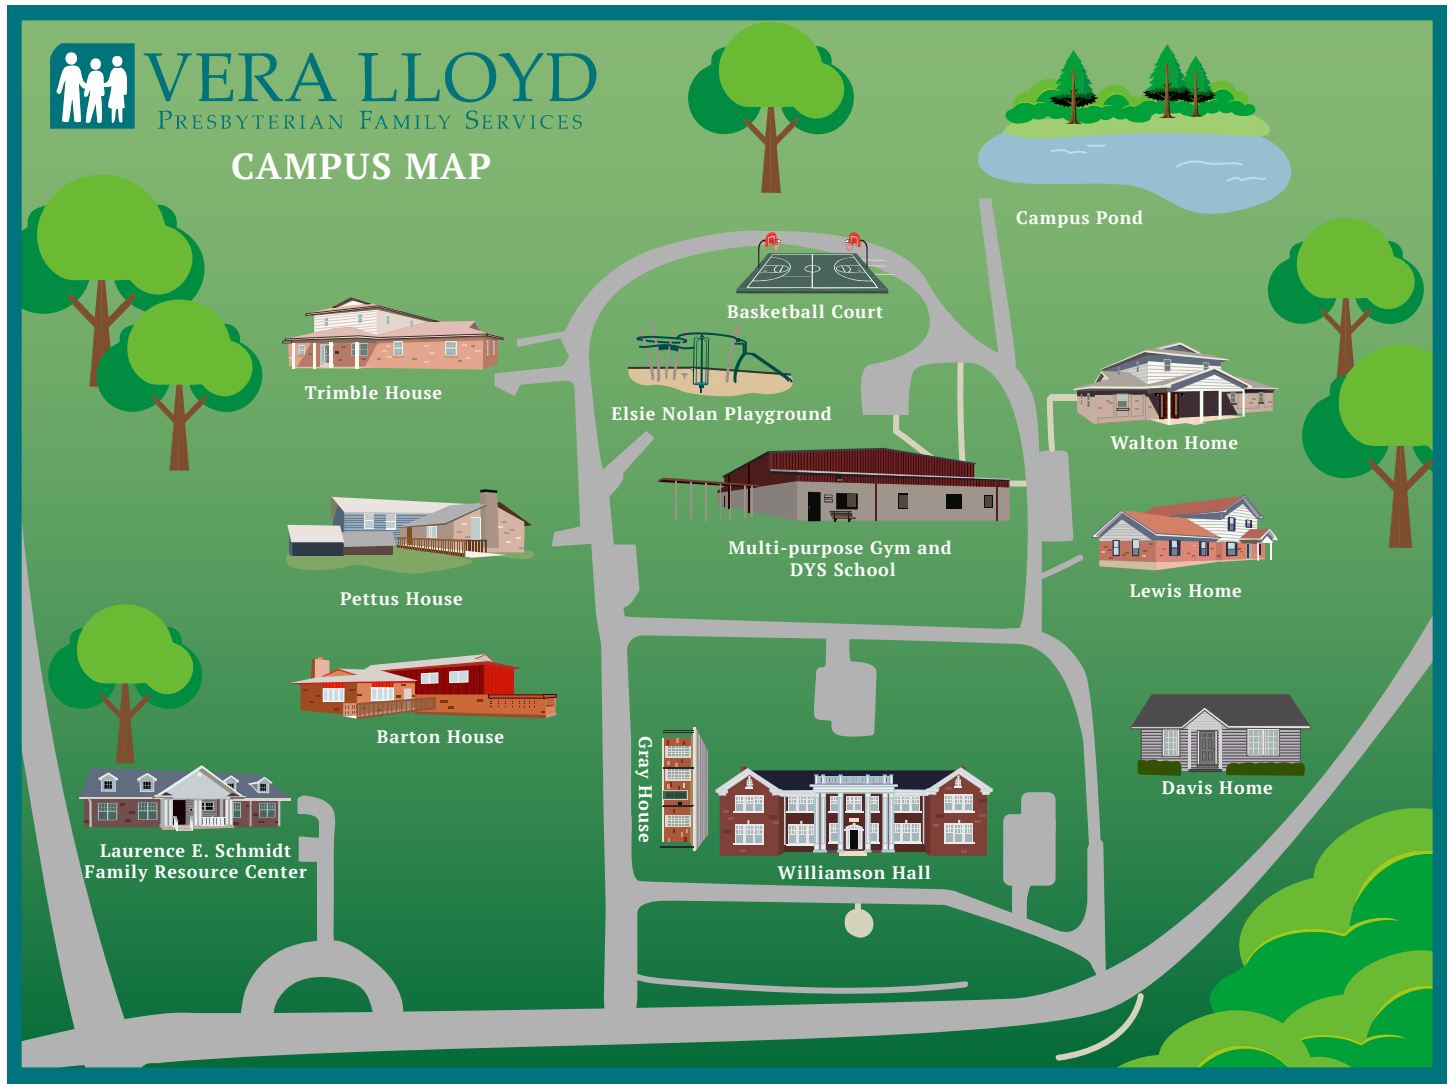 VERA LLOYD
PRESBYTERIAN FAMILY SERVICES
CAMPUS MAP
Campus Pond
Basketball Court
Trimble House
Elsie Nolan Playground
Walton Home
Multi-purpose Gym and
DYS School
Pettus House
Lewis Home
Barton House
Gray House
Davis Home
Laurence E. Schmidt
Family Resource Center
Williamson Hall